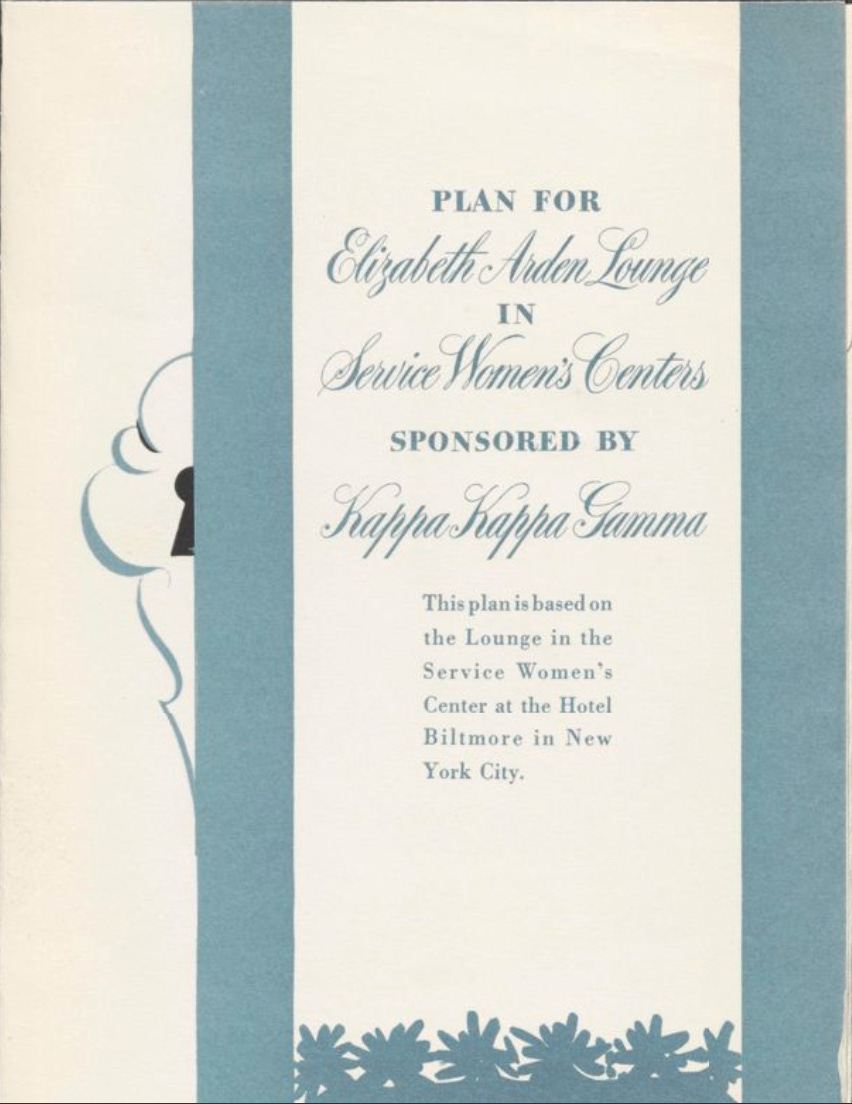 PLAN FOR
Elizabeth Arden Lounge
IN
Service Women's Centers
SPONSORED BY
Kappa Kappa Gamma
This plan is based on
the Lounge in the
Service Women's
Center at the Hotel
Biltmore in New
York City.